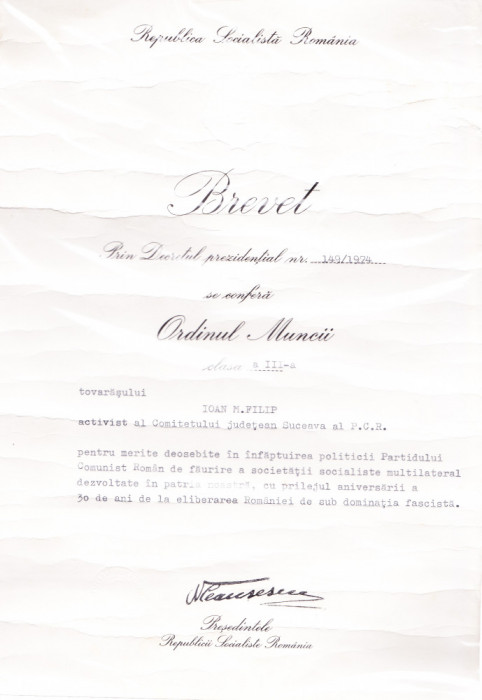 Republica Socialistă România
Brevet
Prin Decretul prezidenţial nr. 149/1974
se conferă
Ordinul Muncii
clasa a III-a
tovarăşului
IOAN M.FILIP
activist al Comitetului judeţean Suceava al P.C.R.
pentru merite deosebite în înfăptuirea politicii Partidului
Comunist Român de făurire a societăţii socialiste multilateral
dezvoltate în patria noastră, cu prilejul aniversării a
30 de ani de la eliberarea României de sub dominaţia fascistă.
NCeausescu
Preşedintele
Republicii Socialiste România